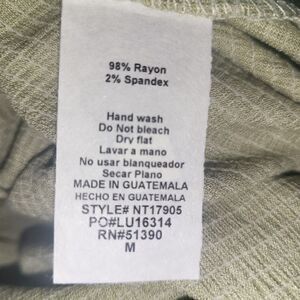 98% Rayon
2% Spandex
Hand wash
Do Not bleach
Dry flat
Lavar a mano
No usar blanqueador
Secar Plano
MADE IN GUATEMALA
HECHO EN GUATEMALA
STYLE# NT17905
PO#LU16314
RN#51390
M